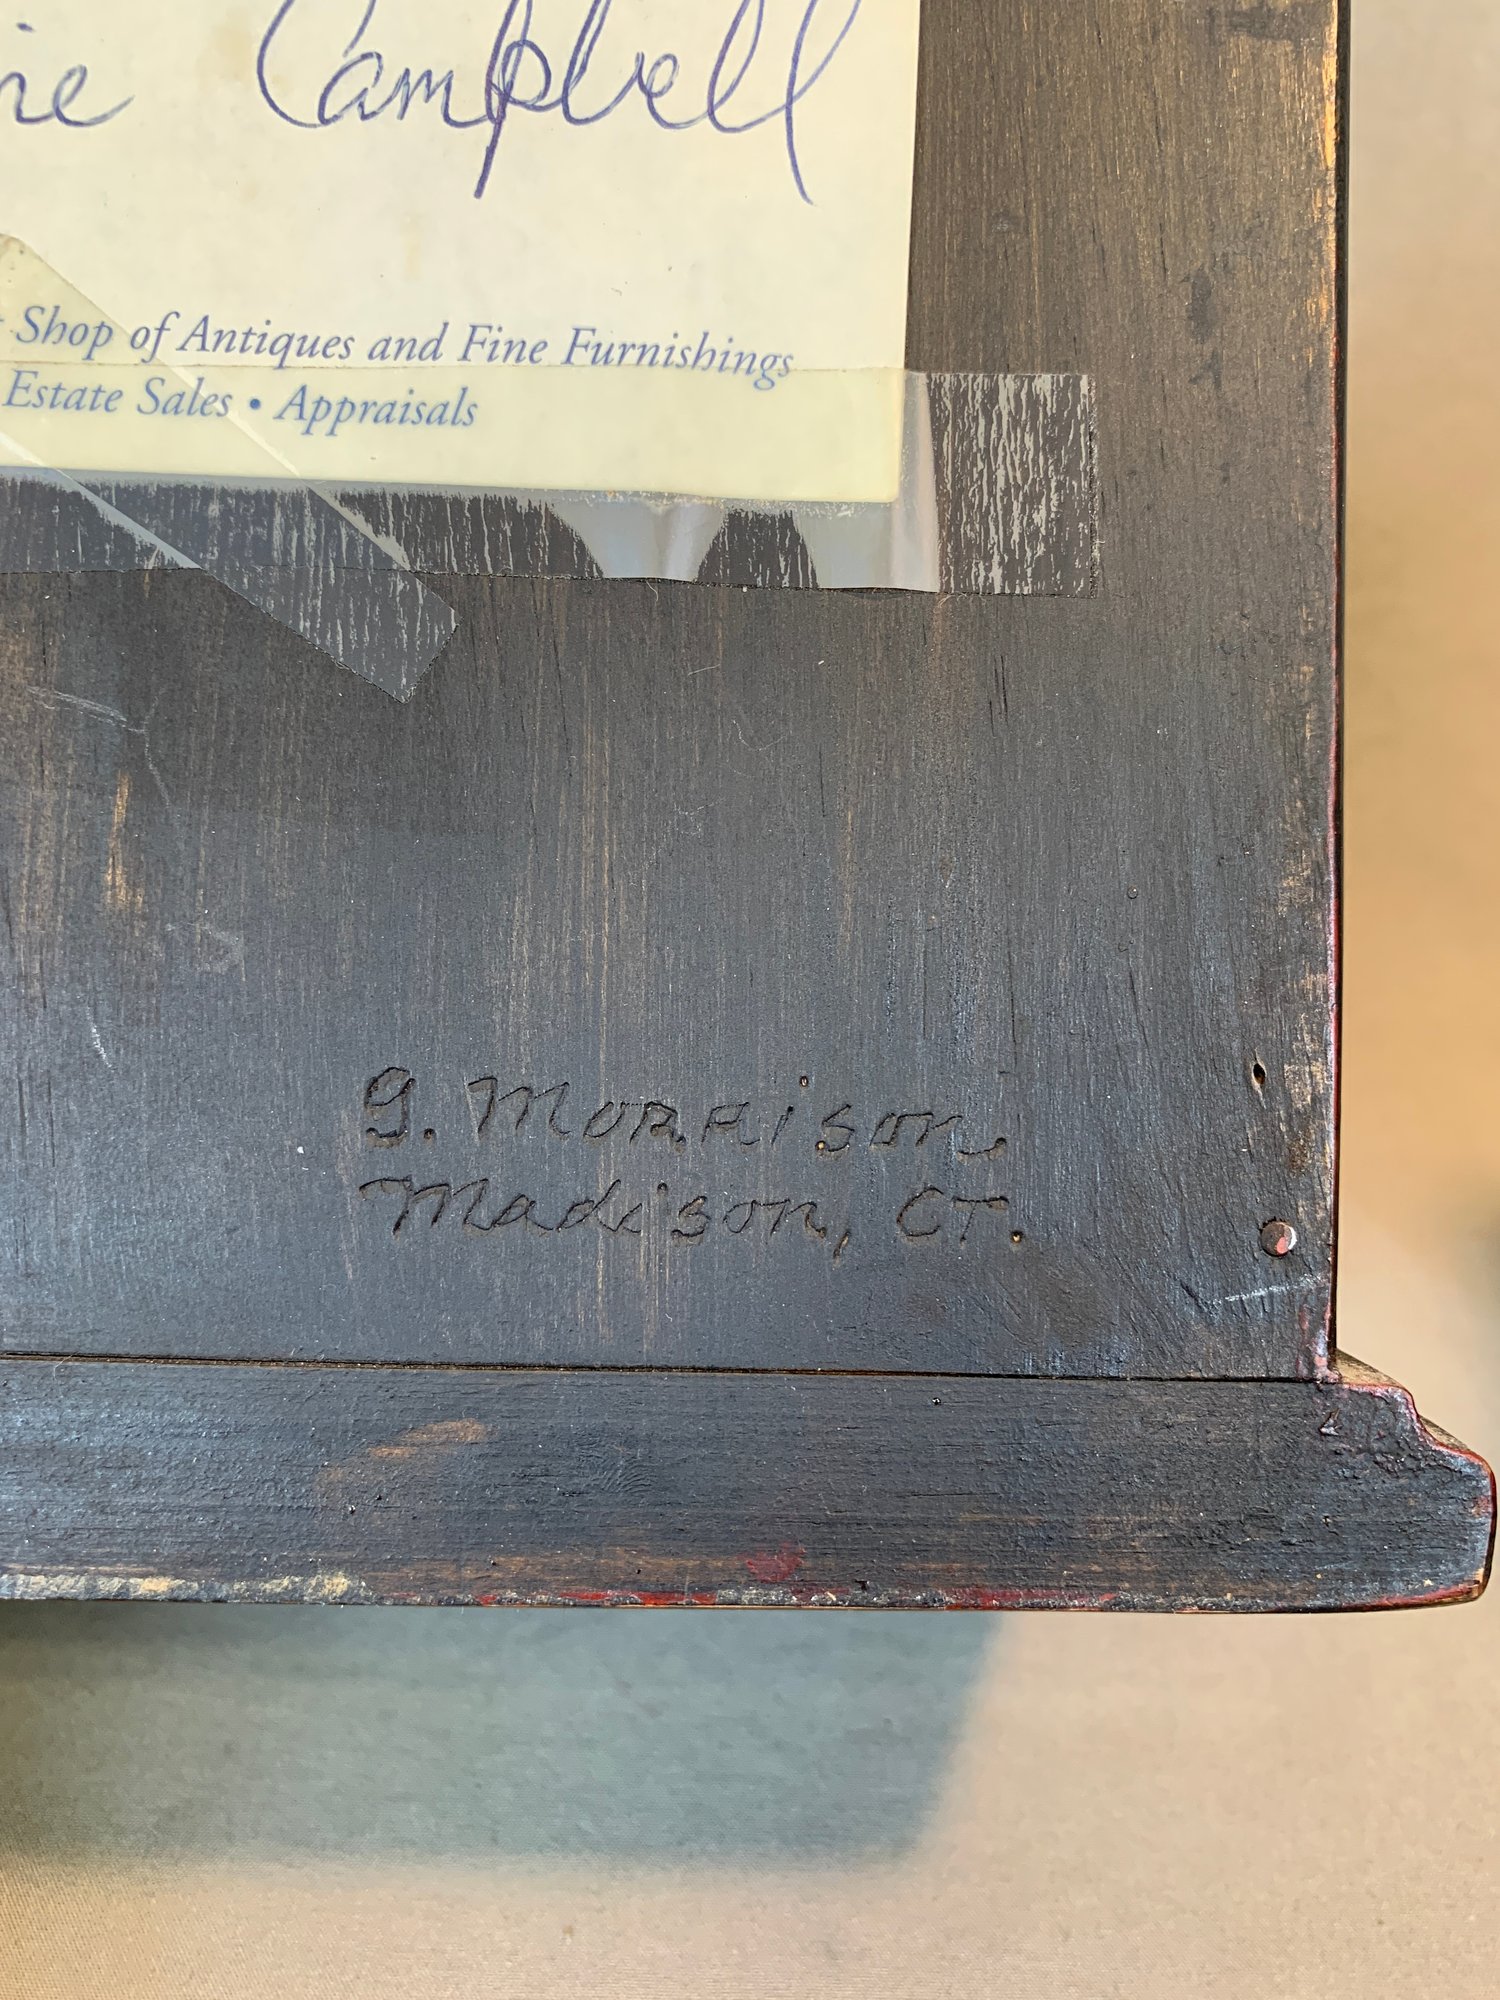 Campbell
Shop of Antiques and Fine Furnishings
Estate Sales • Appraisals
G. Morrison.
Madison, CT.